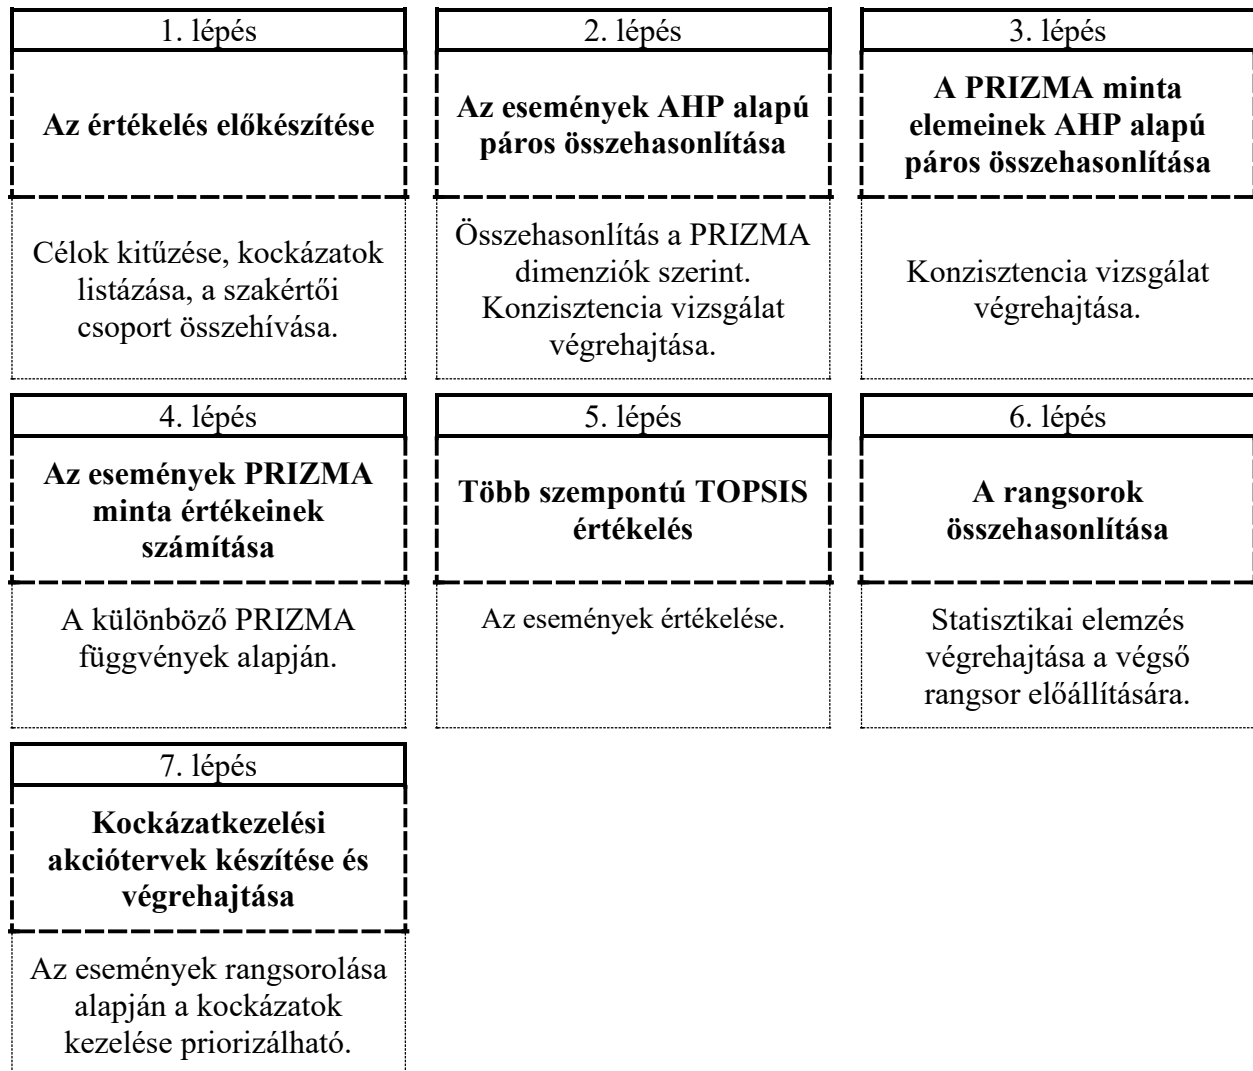 1. lépés
Az értékelés előkészítése
Célok kitűzése, kockázatok
listázása, a szakértői
csoport összehívása.
2. lépés
Az események AHP alapú
páros összehasonlítása
Összehasonlítás a PRIZMA
dimenziók szerint.
Konzisztencia vizsgálat
végrehajtása.
3. lépés
A PRIZMA minta
elemeinek AHP alapú
páros összehasonlítása
Konzisztencia vizsgálat
végrehajtása.
4. lépés
Az események PRIZMA
minta értékeinek
számítása
A különböző PRIZMA
függvények alapján.
5. lépés
Több szempontú TOPSIS
értékelés
Az események értékelése.
6. lépés
A rangsorok
összehasonlítása
Statisztikai elemzés
végrehajtása a végső
rangsor előállítására.
7. lépés
Kockázatkezelési
akciótervek készítése és
végrehajtása
Az események rangsorolása
alapján a kockázatok
kezelése priorizálható.